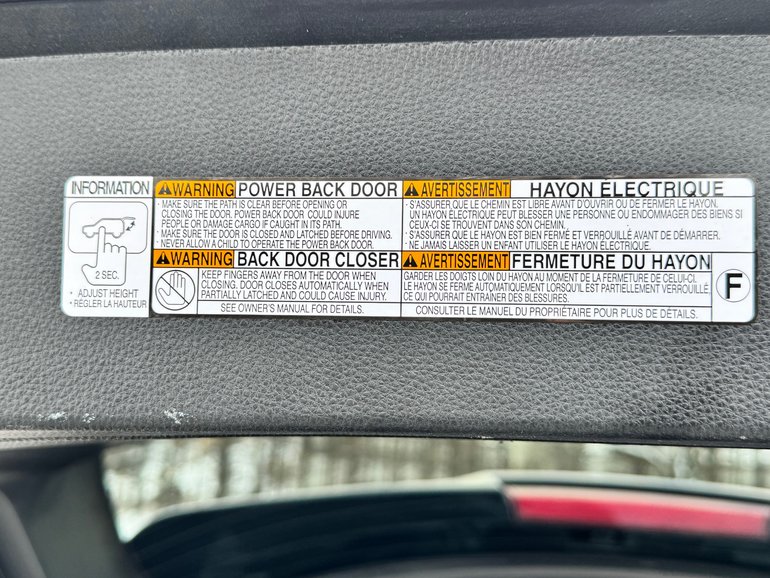 INFORMATION
2 SEC.
• ADJUST HEIGHT
• RÉGLER LA HAUTEUR
WARNING POWER BACK DOOR
• MAKE SURE THE PATH IS CLEAR BEFORE OPENING OR
CLOSING THE DOOR. POWER BACK DOOR COULD INJURE
PEOPLE OR DAMAGE CARGO IF CAUGHT IN ITS PATH.
• MAKE SURE THE DOOR IS CLOSED AND LATCHED BEFORE DRIVING.
• NEVER ALLOW A CHILD TO OPERATE THE POWER BACK DOOR.
WARNING BACK DOOR CLOSER
KEEP FINGERS AWAY FROM THE DOOR WHEN
CLOSING. DOOR CLOSES AUTOMATICALLY WHEN
PARTIALLY LATCHED AND COULD CAUSE INJURY.
SEE OWNER'S MANUAL FOR DETAILS.
AVERTISSEMENT HAYON ÉLECTRIQUE
• S'ASSURER QUE LE CHEMIN EST LIBRE AVANT D'OUVRIR OU DE FERMER LE HAYON.
UN HAYON ÉLECTRIQUE PEUT BLESSER UNE PERSONNE OU ENDOMMAGER DES BIENS SI
CEUX-CI SE TROUVENT DANS SON CHEMIN.
• S'ASSURER QUE LE HAYON EST BIEN FERMÉ ET VERROUILLÉ AVANT DE DÉMARRER.
• NE JAMAIS LAISSER UN ENFANT UTILISER LE HAYON ÉLECTRIQUE.
AVERTISSEMENT FERMETURE DU HAYON
GARDER LES DOIGTS LOIN DU HAYON AU MOMENT DE LA FERMETURE DE CELUI-CI.
LE HAYON SE FERME AUTOMATIQUEMENT LORSQU'IL EST PARTIELLEMENT VERROUILLÉ
CE QUI POURRAIT ENTRAÎNER DES BLESSURES.
CONSULTER LE MANUEL DU PROPRIÉTAIRE POUR PLUS DE DÉTAILS.
F